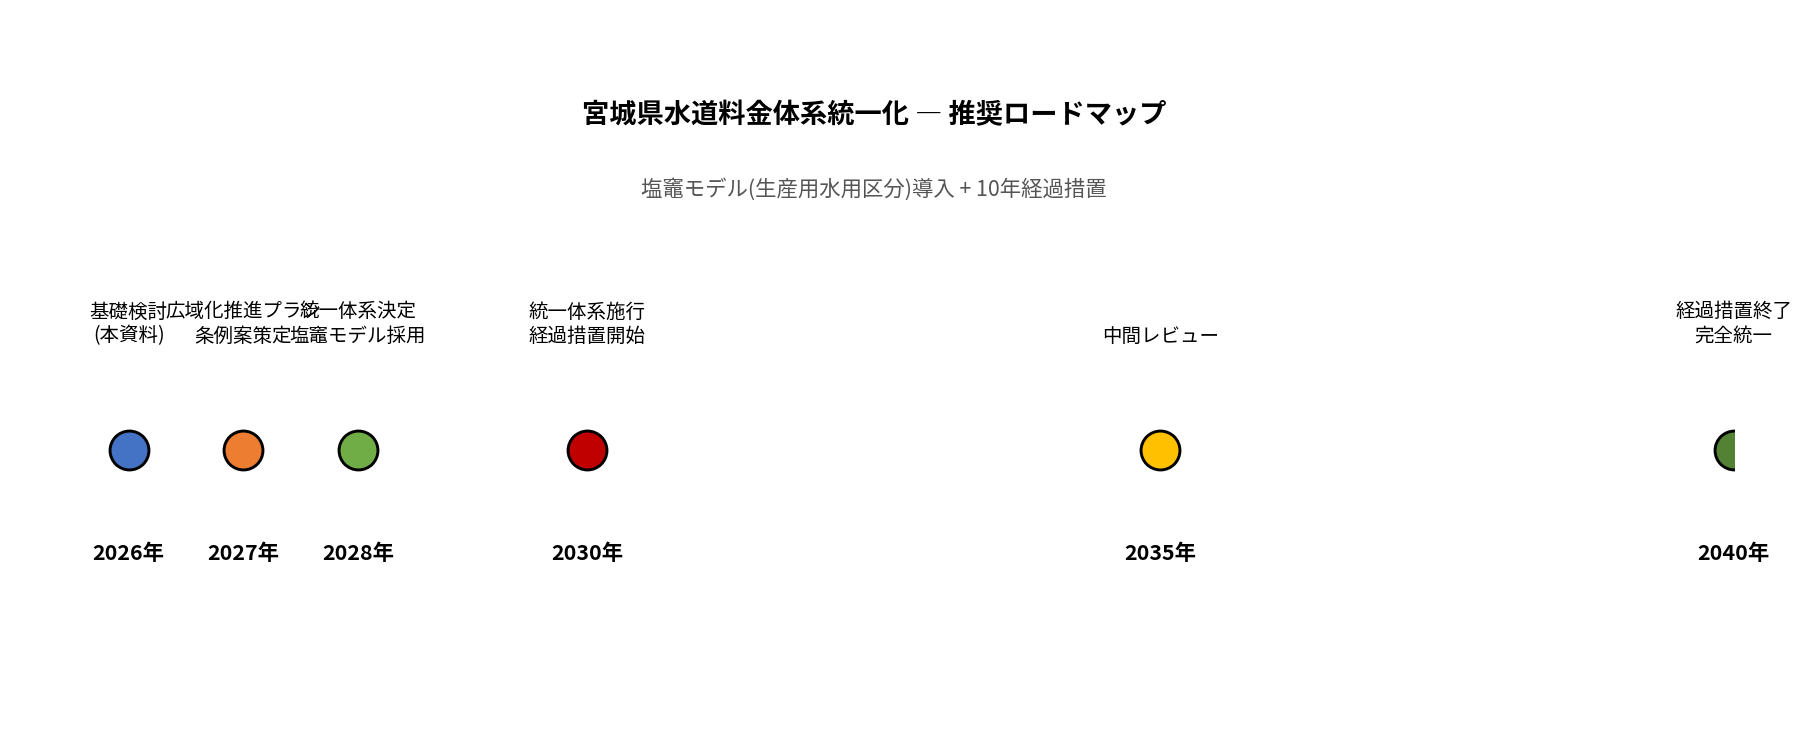 宮城県水道料金体系統一化 ― 推奨ロードマップ
塩竈モデル(生産用水用区分)導入 + 10年経過措置
基礎検討
(本資料)
広域化推進プラン
条例案策定
統一体系決定
塩竈モデル採用
統一体系施行
経過措置開始
中間レビュー
経過措置終了
完全統一
2026年
2027年
2028年
2030年
2035年
2040年